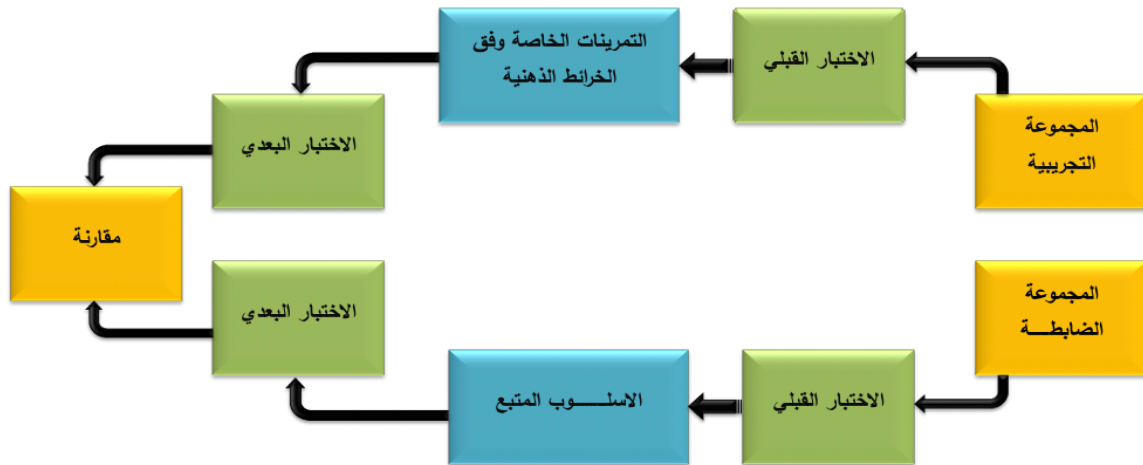 المجموعة
التجريبية
الاختبار القبلي
التمرينات الخاصة وفق
الخرائط الذهنية
الاختبار البعدي
مقارنة
المجموعة
الضابطـــة
الاختبار القبلي
الاسلـــــوب المتبع
الاختبار البعدي